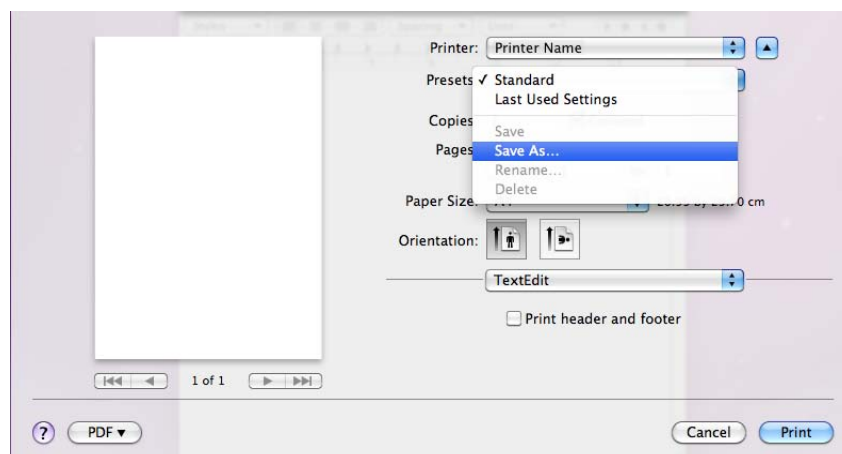 Printer: Printer Name
Presets ✓ Standard
Last Used Settings
Copies
Save
Pages Save As...
Rename...
Delete
Paper Size: cm
Orientation:
TextEdit
Print header and footer
1 of 1
? PDF ▼ Cancel Print